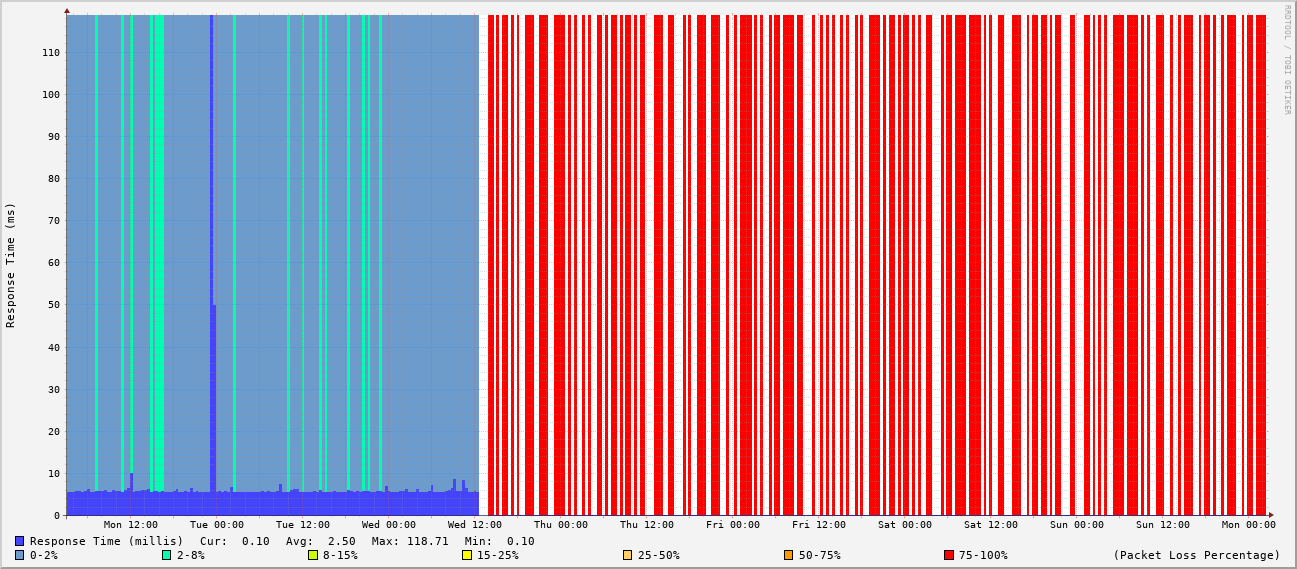 RRDTOOL / TOBI OETIKER
Response Time (ms)
110
100
90
80
70
60
50
40
30
20
10
0
Mon 12:00 Tue 00:00 Tue 12:00 Wed 00:00 Wed 12:00 Thu 00:00 Thu 12:00 Fri 00:00 Fri 12:00 Sat 00:00 Sat 12:00 Sun 00:00 Sun 12:00 Mon 00:00
Response Time (millis) Cur: 0.10 Avg: 2.50 Max: 118.71 Min: 0.10
0-2% 2-8% 8-15% 15-25% 25-50% 50-75% 75-100% (Packet Loss Percentage)